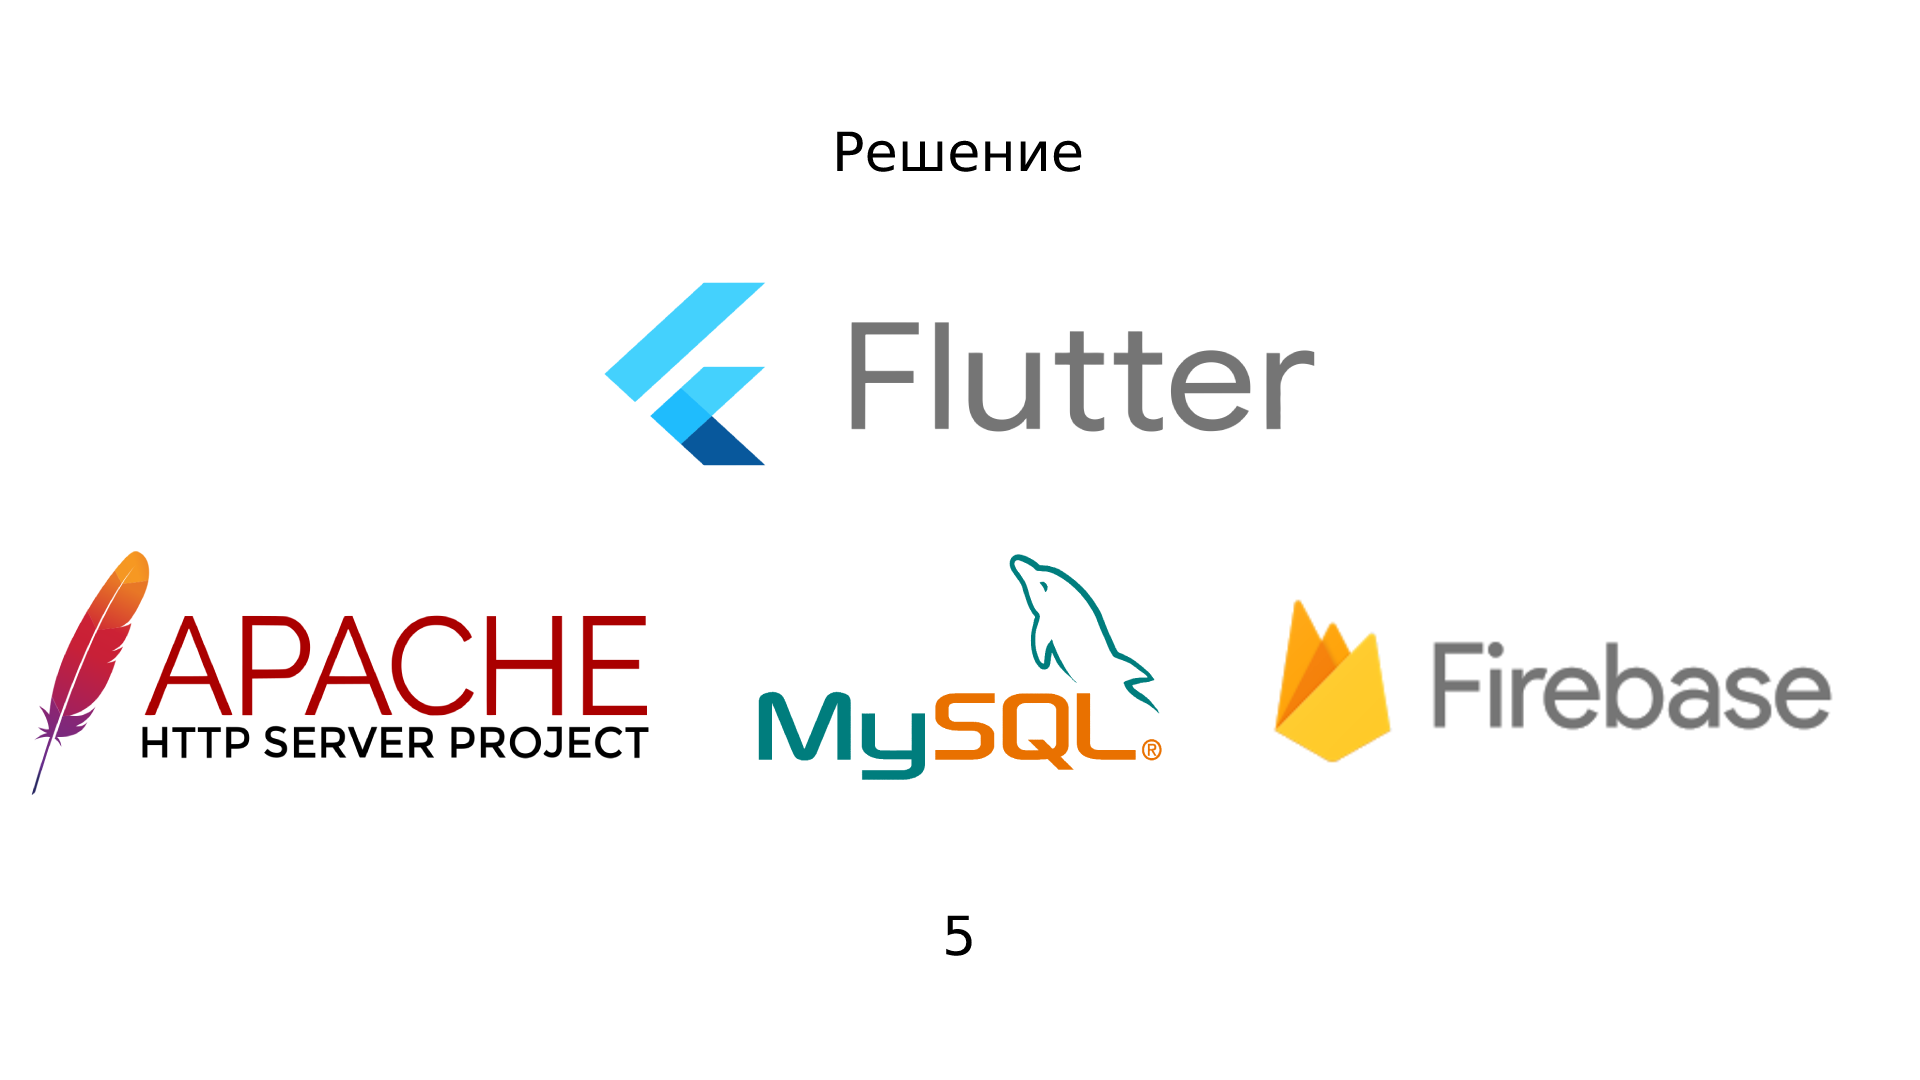 Решение
Flutter
APACHE
HTTP SERVER PROJECT
MySQL®
Firebase
5